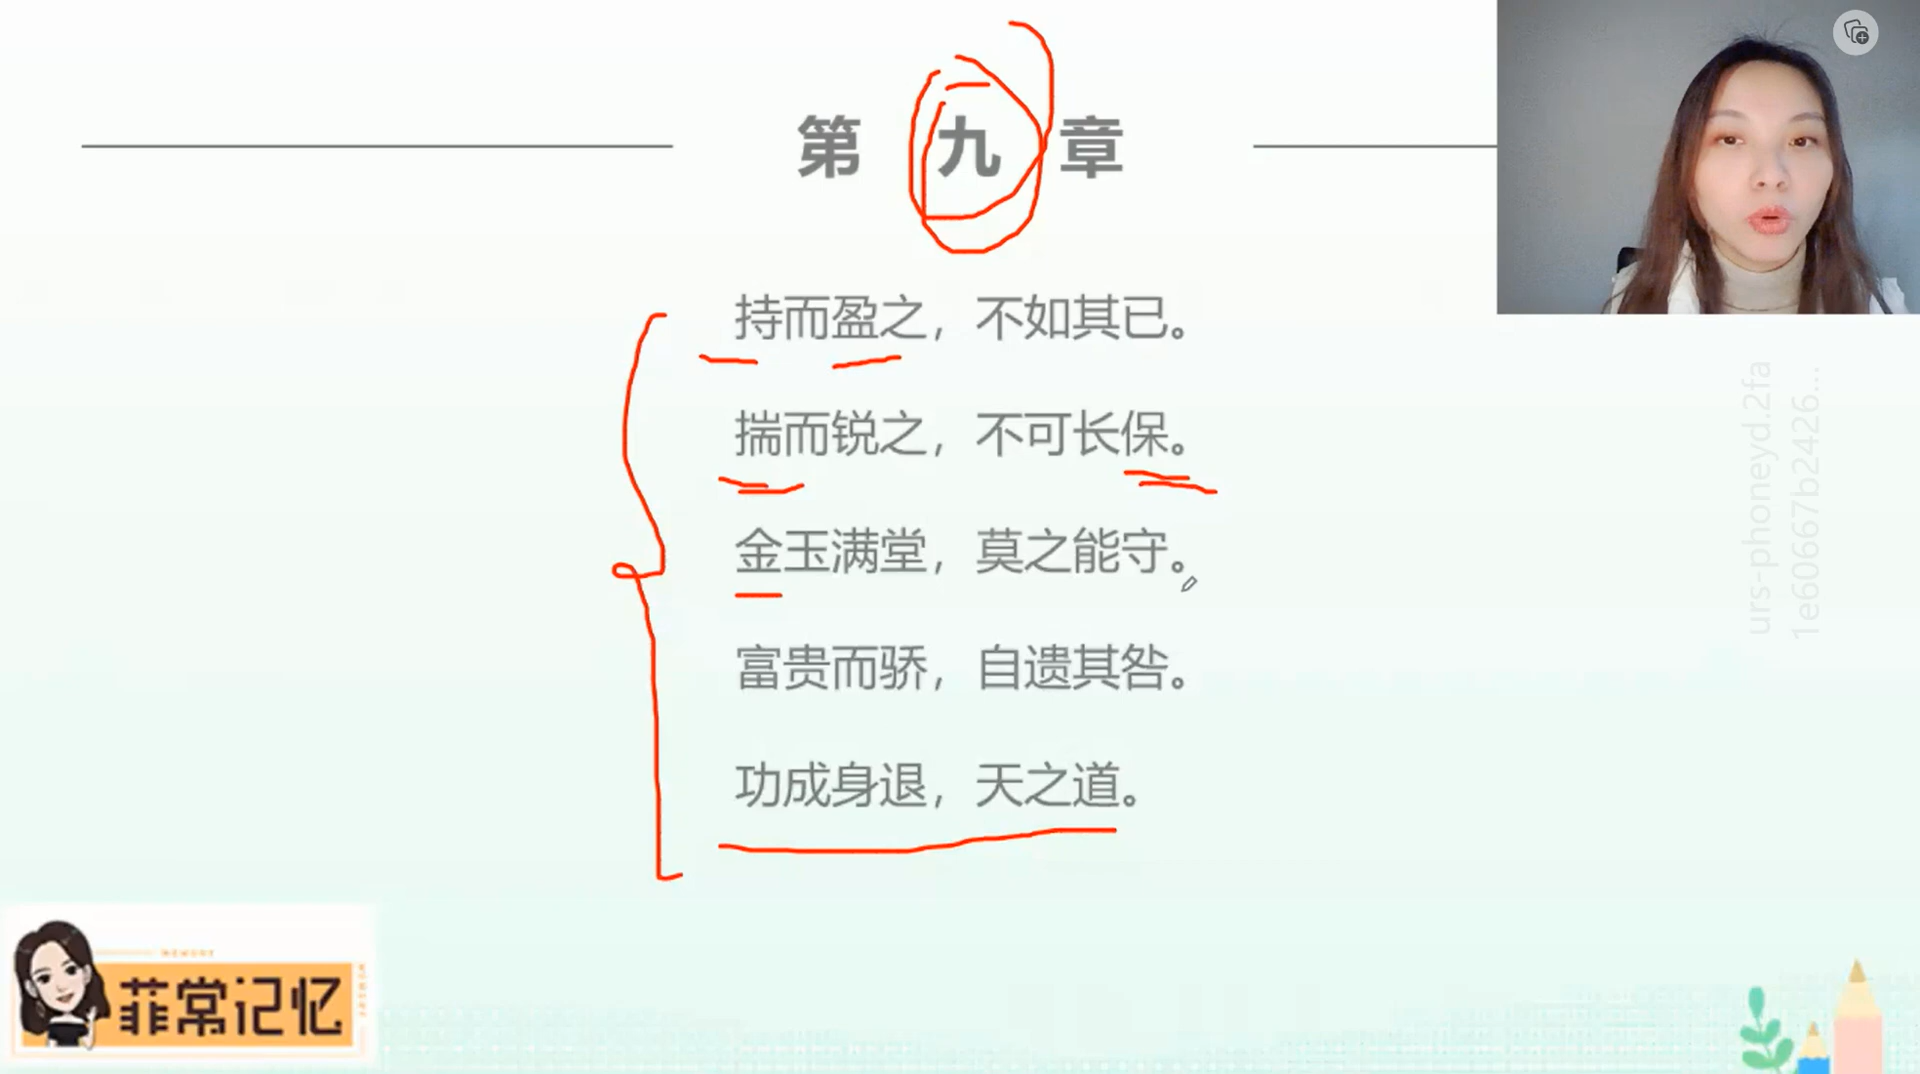 第九章
持而盈之，不如其已。
揣而锐之，不可长保。
金玉满堂，莫之能守。
富贵而骄，自遗其咎。
功成身退，天之道。
urs-phoneyd.2fa
1e60667b2426...
MEMORY
菲常记忆